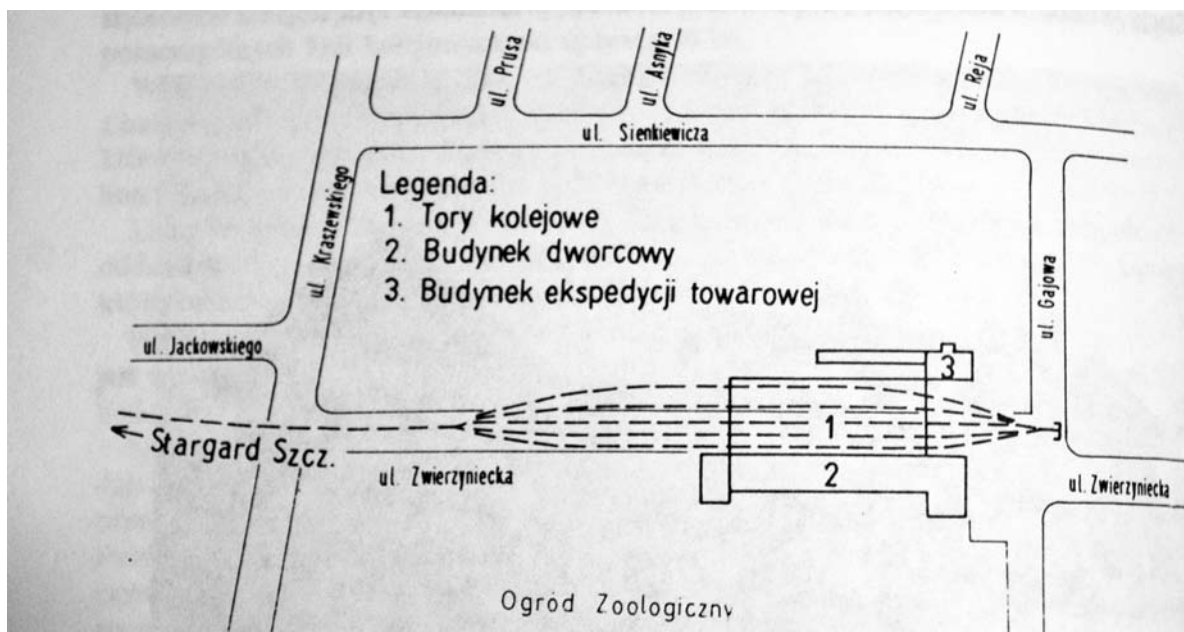 ul. Prusa
ul. Asnyka
ul. Reja
ul. Sienkiewicza
ul. Kraszewskiego
Legenda:
1. Tory kolejowe
2. Budynek dworcowy
3. Budynek ekspedycji towarowej
ul. Gajowa
ul. Jackowskiego
3
1
Stargard Szcz.
2
ul. Zwierzyniecka
ul. Zwierzyniecka
Ogród Zoologiczny